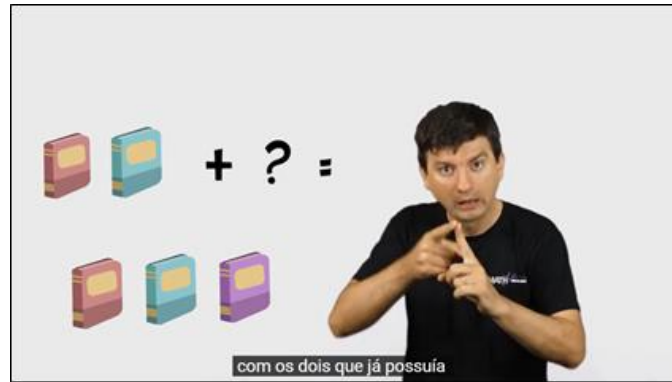 + ? =
com os dois que já possuía